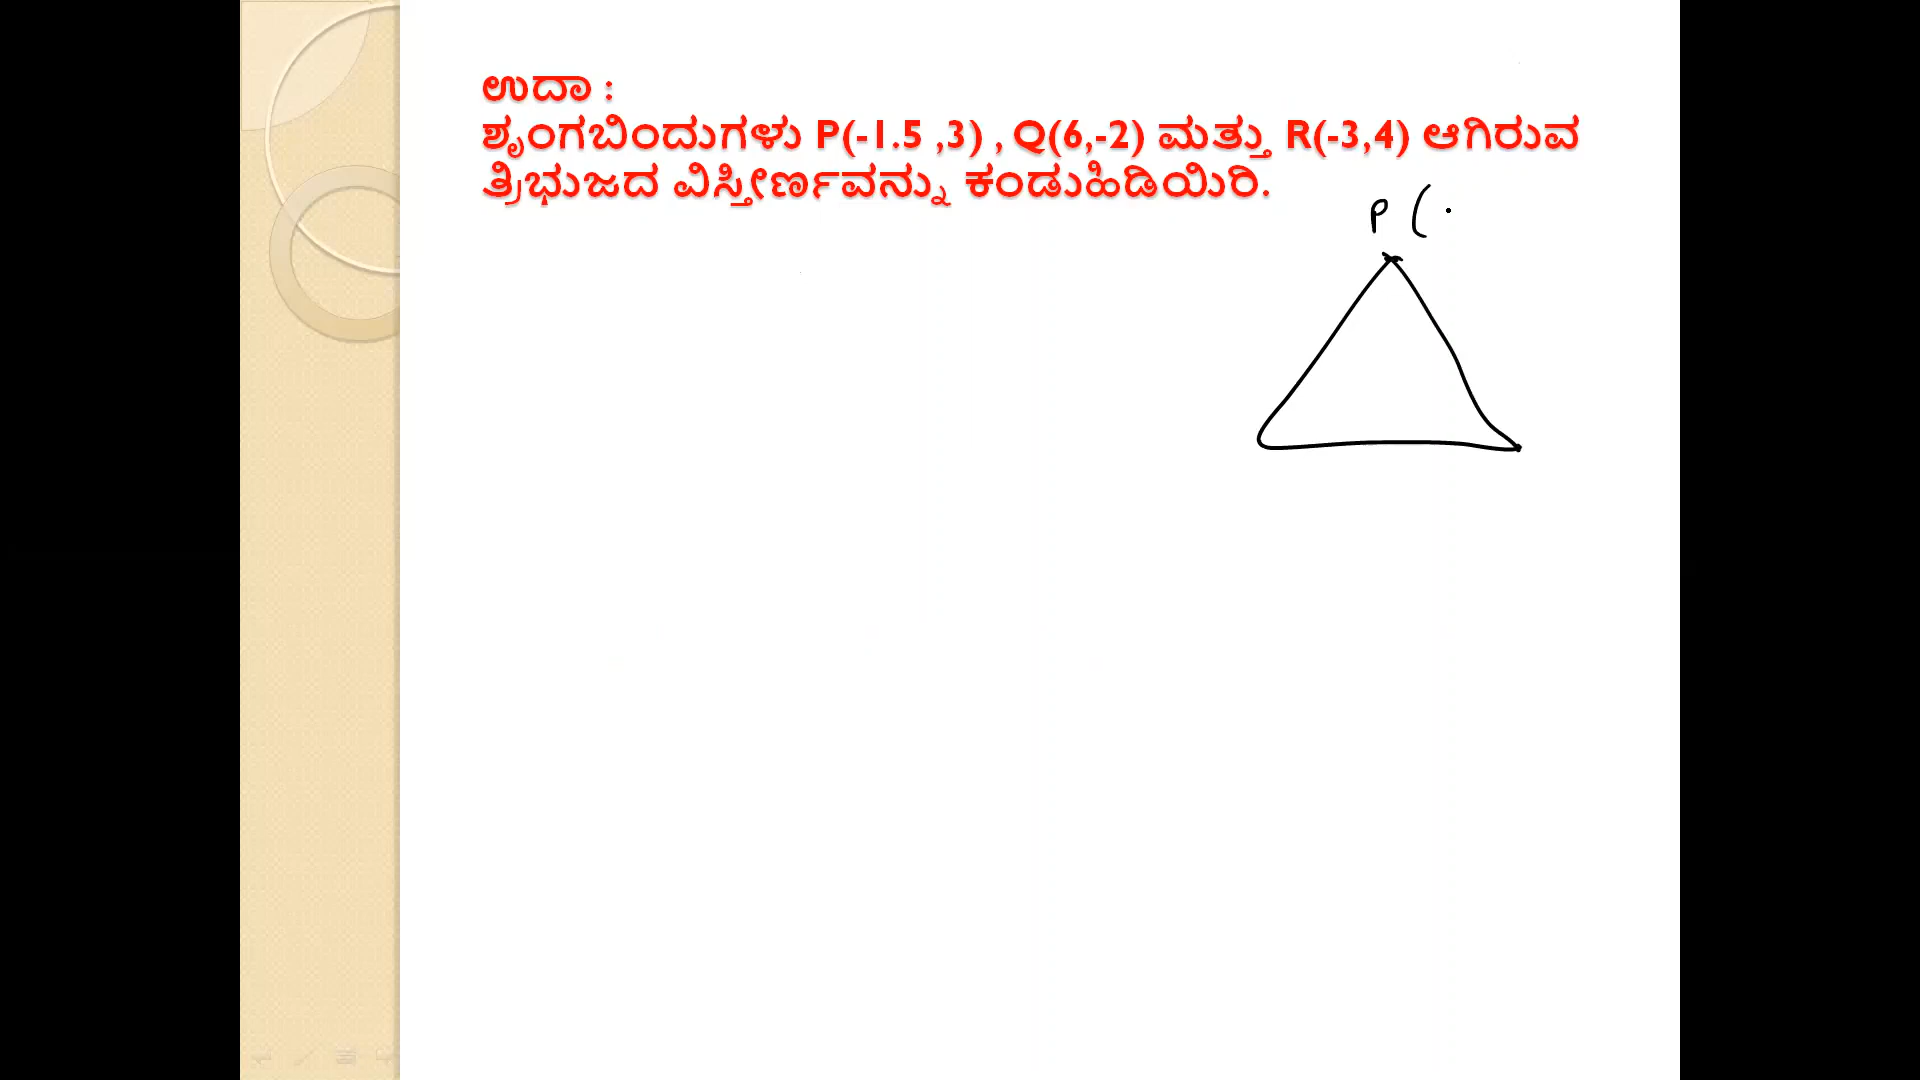 ಉದಾ :
ಶೃಂಗಬಿಂದುಗಳು P(-1.5 ,3) , Q(6,-2) ಮತ್ತು R(-3,4) ಆಗಿರುವ
ತ್ರಿಭುಜದ ವಿಸ್ತೀರ್ಣವನ್ನು ಕಂಡುಹಿಡಿಯಿರಿ.
P (